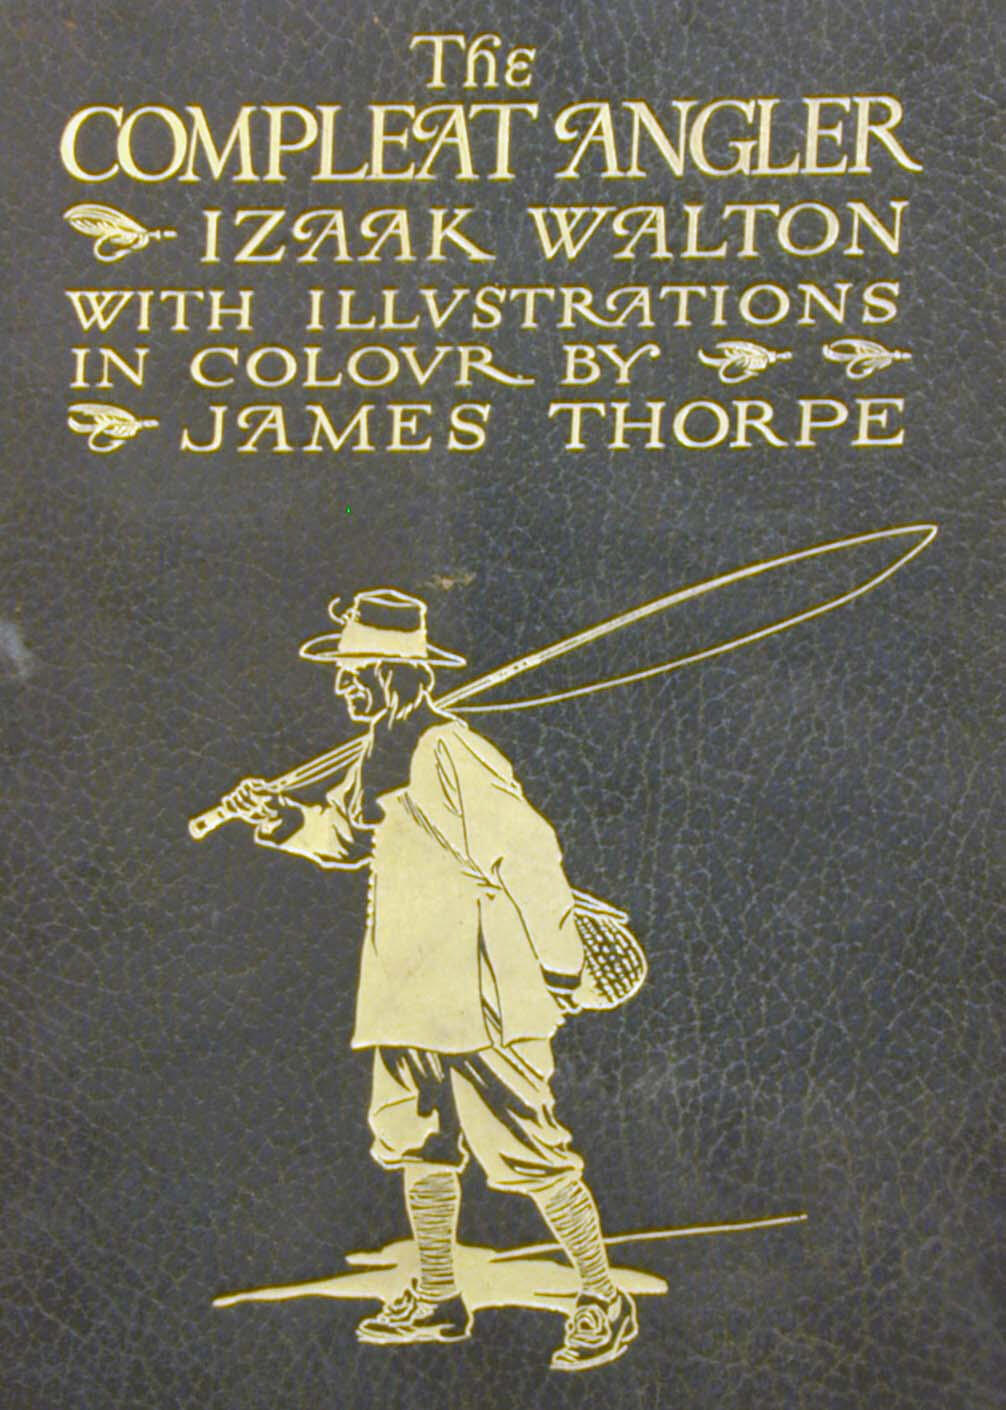 The
COMPLEAT ANGLER
IZAAK WALTON
WITH ILLVSTRATIONS
IN COLOVR BY
JAMES THORPE